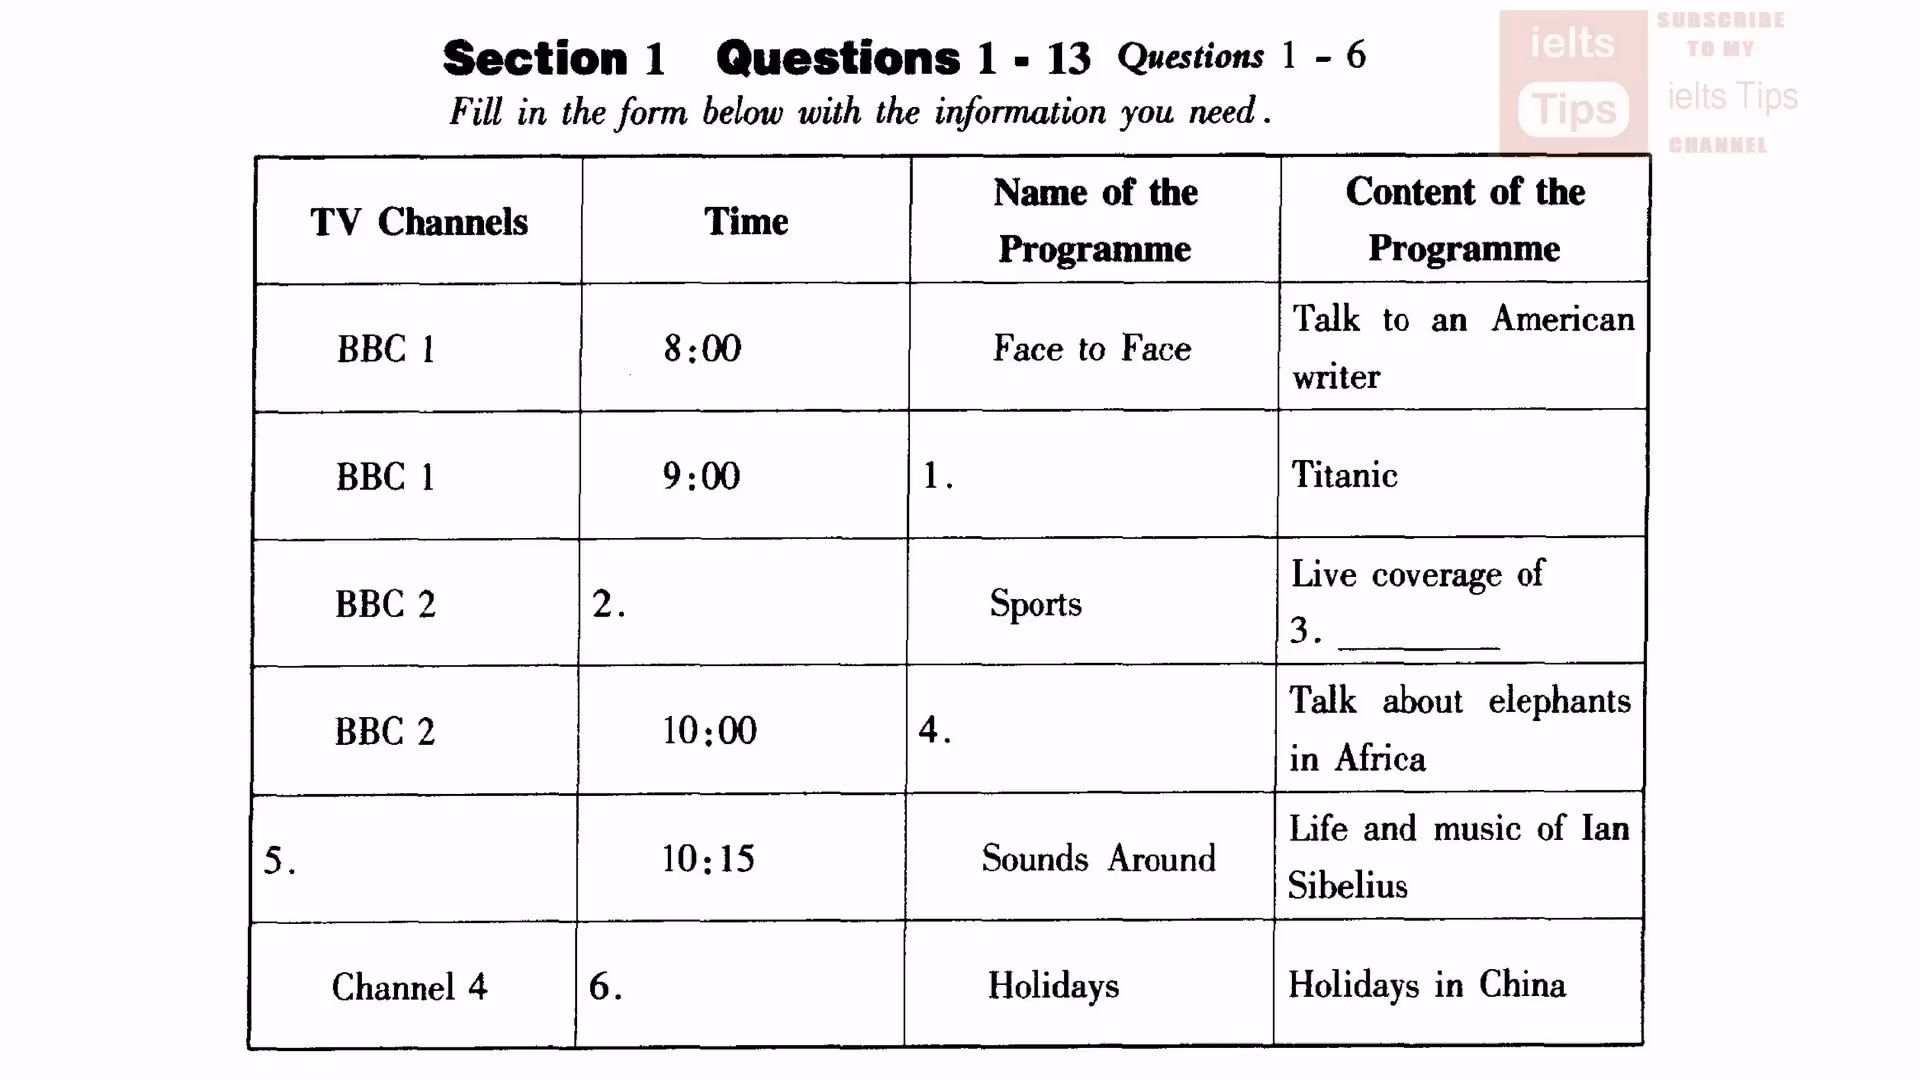 Section 1 Questions 1 - 13 Questions 1 - 6
Fill in the form below with the information you need.
ielts
Tips
SUBSCRIBE
TO MY
ielts Tips
CHANNEL
TV Channels
Time
Name of the
Programme
Content of the
Programme
BBC 1
8:00
Face to Face
Talk to an American
writer
BBC 1
9:00
1.
Titanic
BBC 2
2.
Sports
Live coverage of
3. ________
BBC 2
10:00
4.
Talk about elephants
in Africa
5.
10:15
Sounds Around
Life and music of Ian
Sibelius
Channel 4
6.
Holidays
Holidays in China